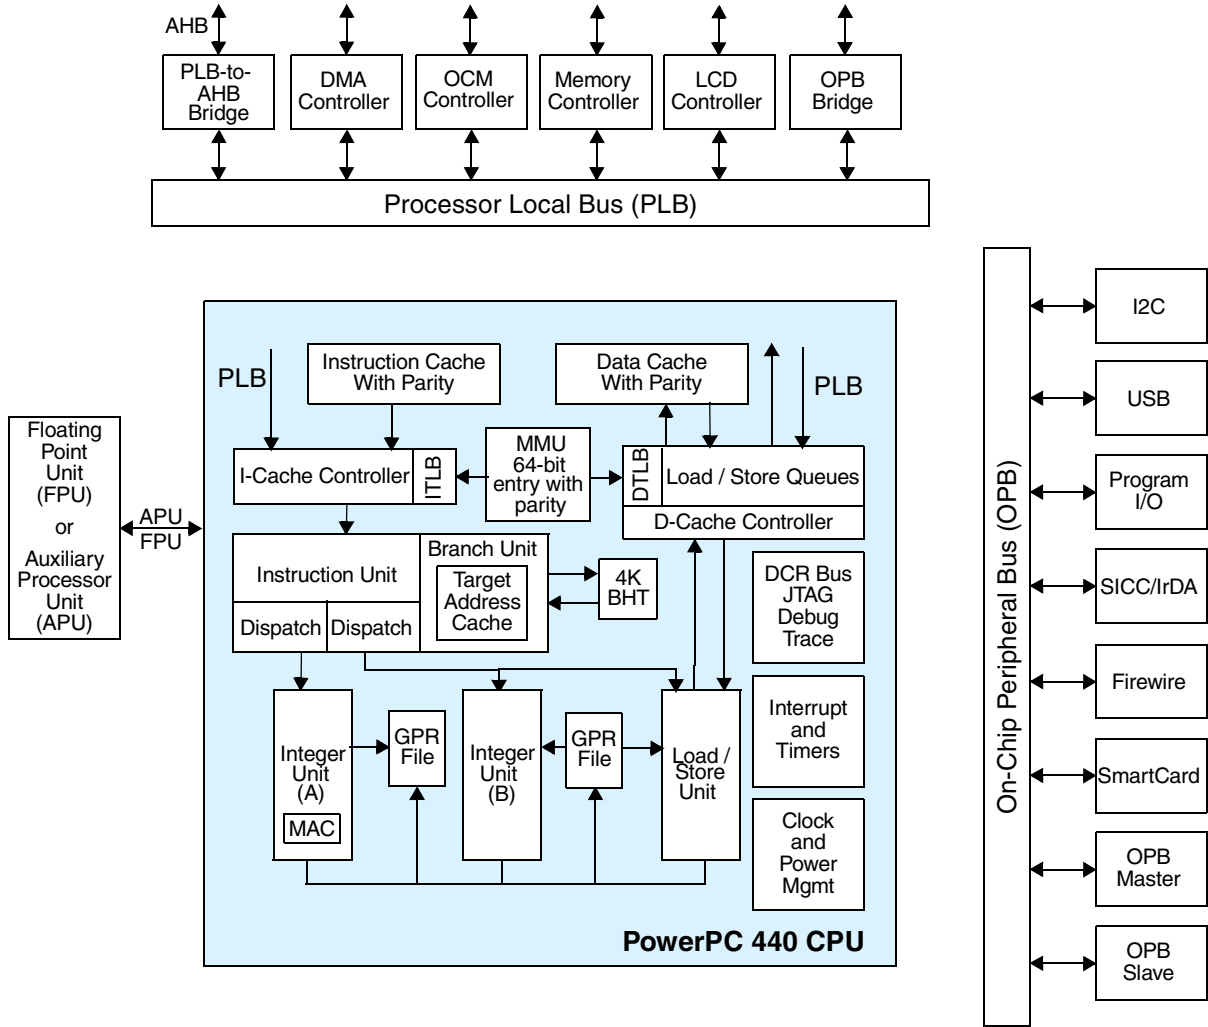 AHB
PLB-to-
AHB
Bridge
DMA
Controller
OCM
Controller
Memory
Controller
LCD
Controller
OPB
Bridge
Processor Local Bus (PLB)
Floating
Point
Unit
(FPU)
or
Auxiliary
Processor
Unit
(APU)
APU
FPU
PLB
Instruction Cache
With Parity
Data Cache
With Parity
PLB
I-Cache Controller
ITLB
MMU
64-bit
entry with
parity
DTLB
Load / Store Queues
D-Cache Controller
Instruction Unit
Dispatch
Dispatch
Branch Unit
Target
Address
Cache
4K
BHT
DCR Bus
JTAG
Debug
Trace
Integer
Unit
(A)
MAC
GPR
File
Integer
Unit
(B)
GPR
File
Load /
Store
Unit
Interrupt
and
Timers
Clock
and
Power
Mgmt
PowerPC 440 CPU
On-Chip Peripheral Bus (OPB)
I2C
USB
Program
I/O
SICC/IrDA
Firewire
SmartCard
OPB
Master
OPB
Slave